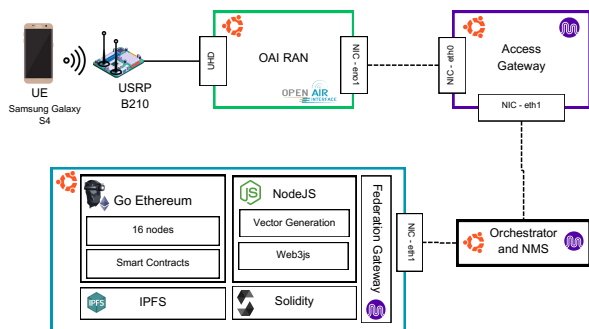 UE
Samsung Galaxy
S4
USRP
B210
UHD
OAI RAN
OPEN AIR
INTERFACE
NIC - eno1
NIC - eth0
Access
Gateway
NIC - eth1
Go Ethereum
16 nodes
Smart Contracts
IPFS
IPFS
JS
NodeJS
Vector Generation
Web3js
Solidity
Federation Gateway
NIC - eth1
Orchestrator
and NMS